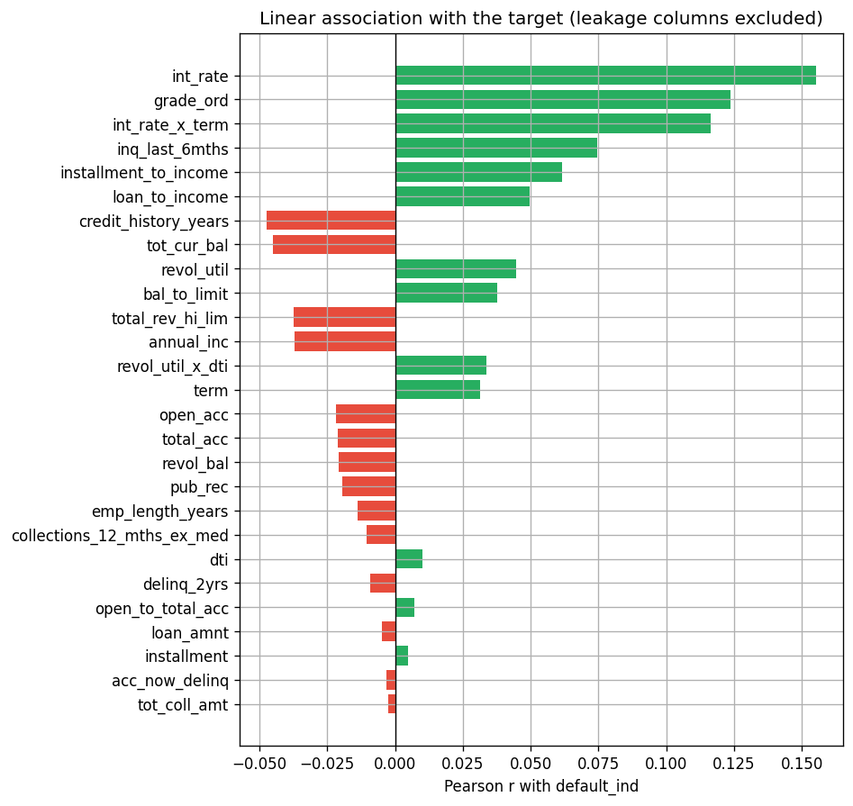 Linear association with the target (leakage columns excluded)
int_rate
grade_ord
int_rate_x_term
inq_last_6mths
installment_to_income
loan_to_income
credit_history_years
tot_cur_bal
revol_util
bal_to_limit
total_rev_hi_lim
annual_inc
revol_util_x_dti
term
open_acc
total_acc
revol_bal
pub_rec
emp_length_years
collections_12_mths_ex_med
dti
delinq_2yrs
open_to_total_acc
loan_amnt
installment
acc_now_delinq
tot_coll_amt
−0.050 −0.025 0.000 0.025 0.050 0.075 0.100 0.125 0.150
Pearson r with default_ind